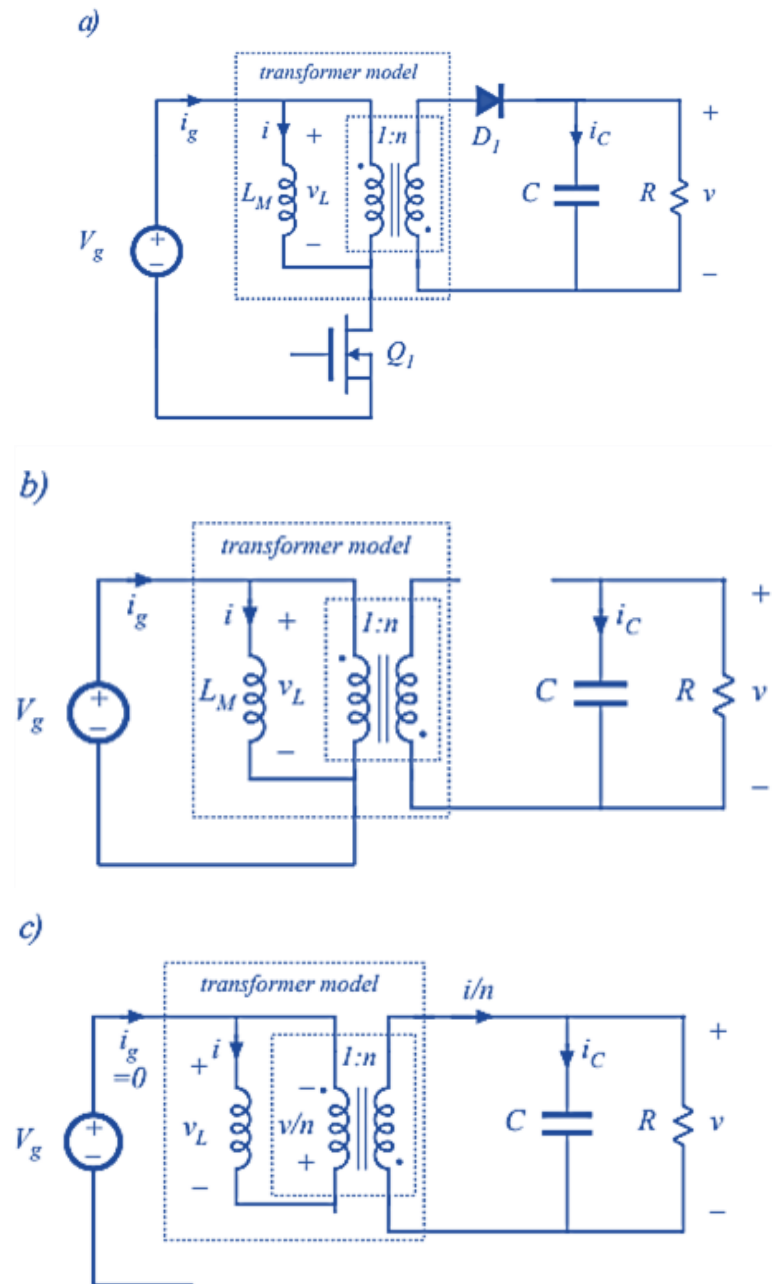 a)
transformer model
i_g
i
+
1:n
D_1
i_C
+
L_M
v_L
C
R
v
V_g
+
−
−
−
Q_1
b)
transformer model
i_g
i
+
1:n
i_C
+
L_M
v_L
C
R
v
V_g
+
−
−
−
c)
transformer model
i/n
i_g
=0
i
+
1:n
−
i_C
+
V_g
+
−
v_L
v/n
C
R
v
−
+
−